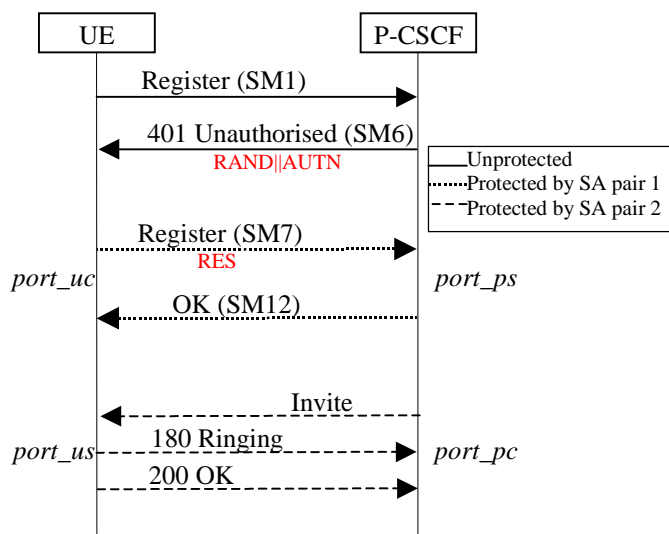 UE
P-CSCF
Register (SM1)
401 Unauthorised (SM6)
RAND||AUTN
Unprotected
Protected by SA pair 1
Protected by SA pair 2
Register (SM7)
RES
port_uc
port_ps
OK (SM12)
Invite
180 Ringing
port_us
port_pc
200 OK